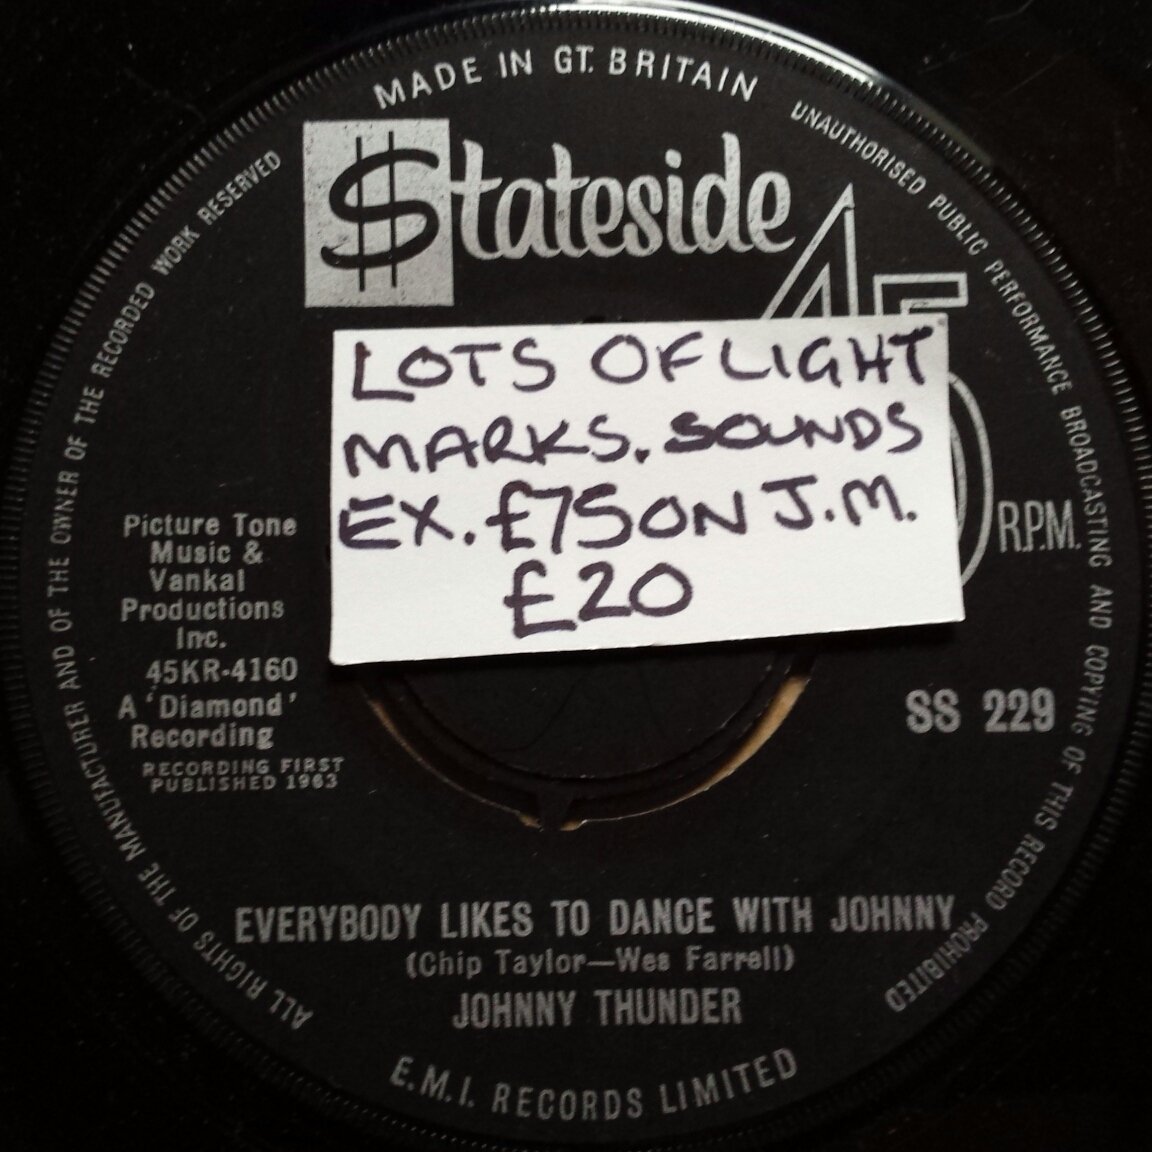 MADE IN GT. BRITAIN
UNAUTHORISED PUBLIC PERFORMANCE BROADCASTING AND COPYING OF THIS RECORD PROHIBITED
ALL RIGHTS OF THE MANUFACTURER AND OF THE OWNER OF THE RECORDED WORK RESERVED
$tateside
45
R.P.M.
LOTS OF LIGHT
MARKS. SOUNDS
EX. £75 ON J.M.
£20
Picture Tone
Music &
Vankal
Productions
Inc.
45KR-4160
A 'Diamond'
Recording
RECORDING FIRST
PUBLISHED 1963
SS 229
EVERYBODY LIKES TO DANCE WITH JOHNNY
(Chip Taylor—Wes Farrell)
JOHNNY THUNDER
E.M.I. RECORDS LIMITED